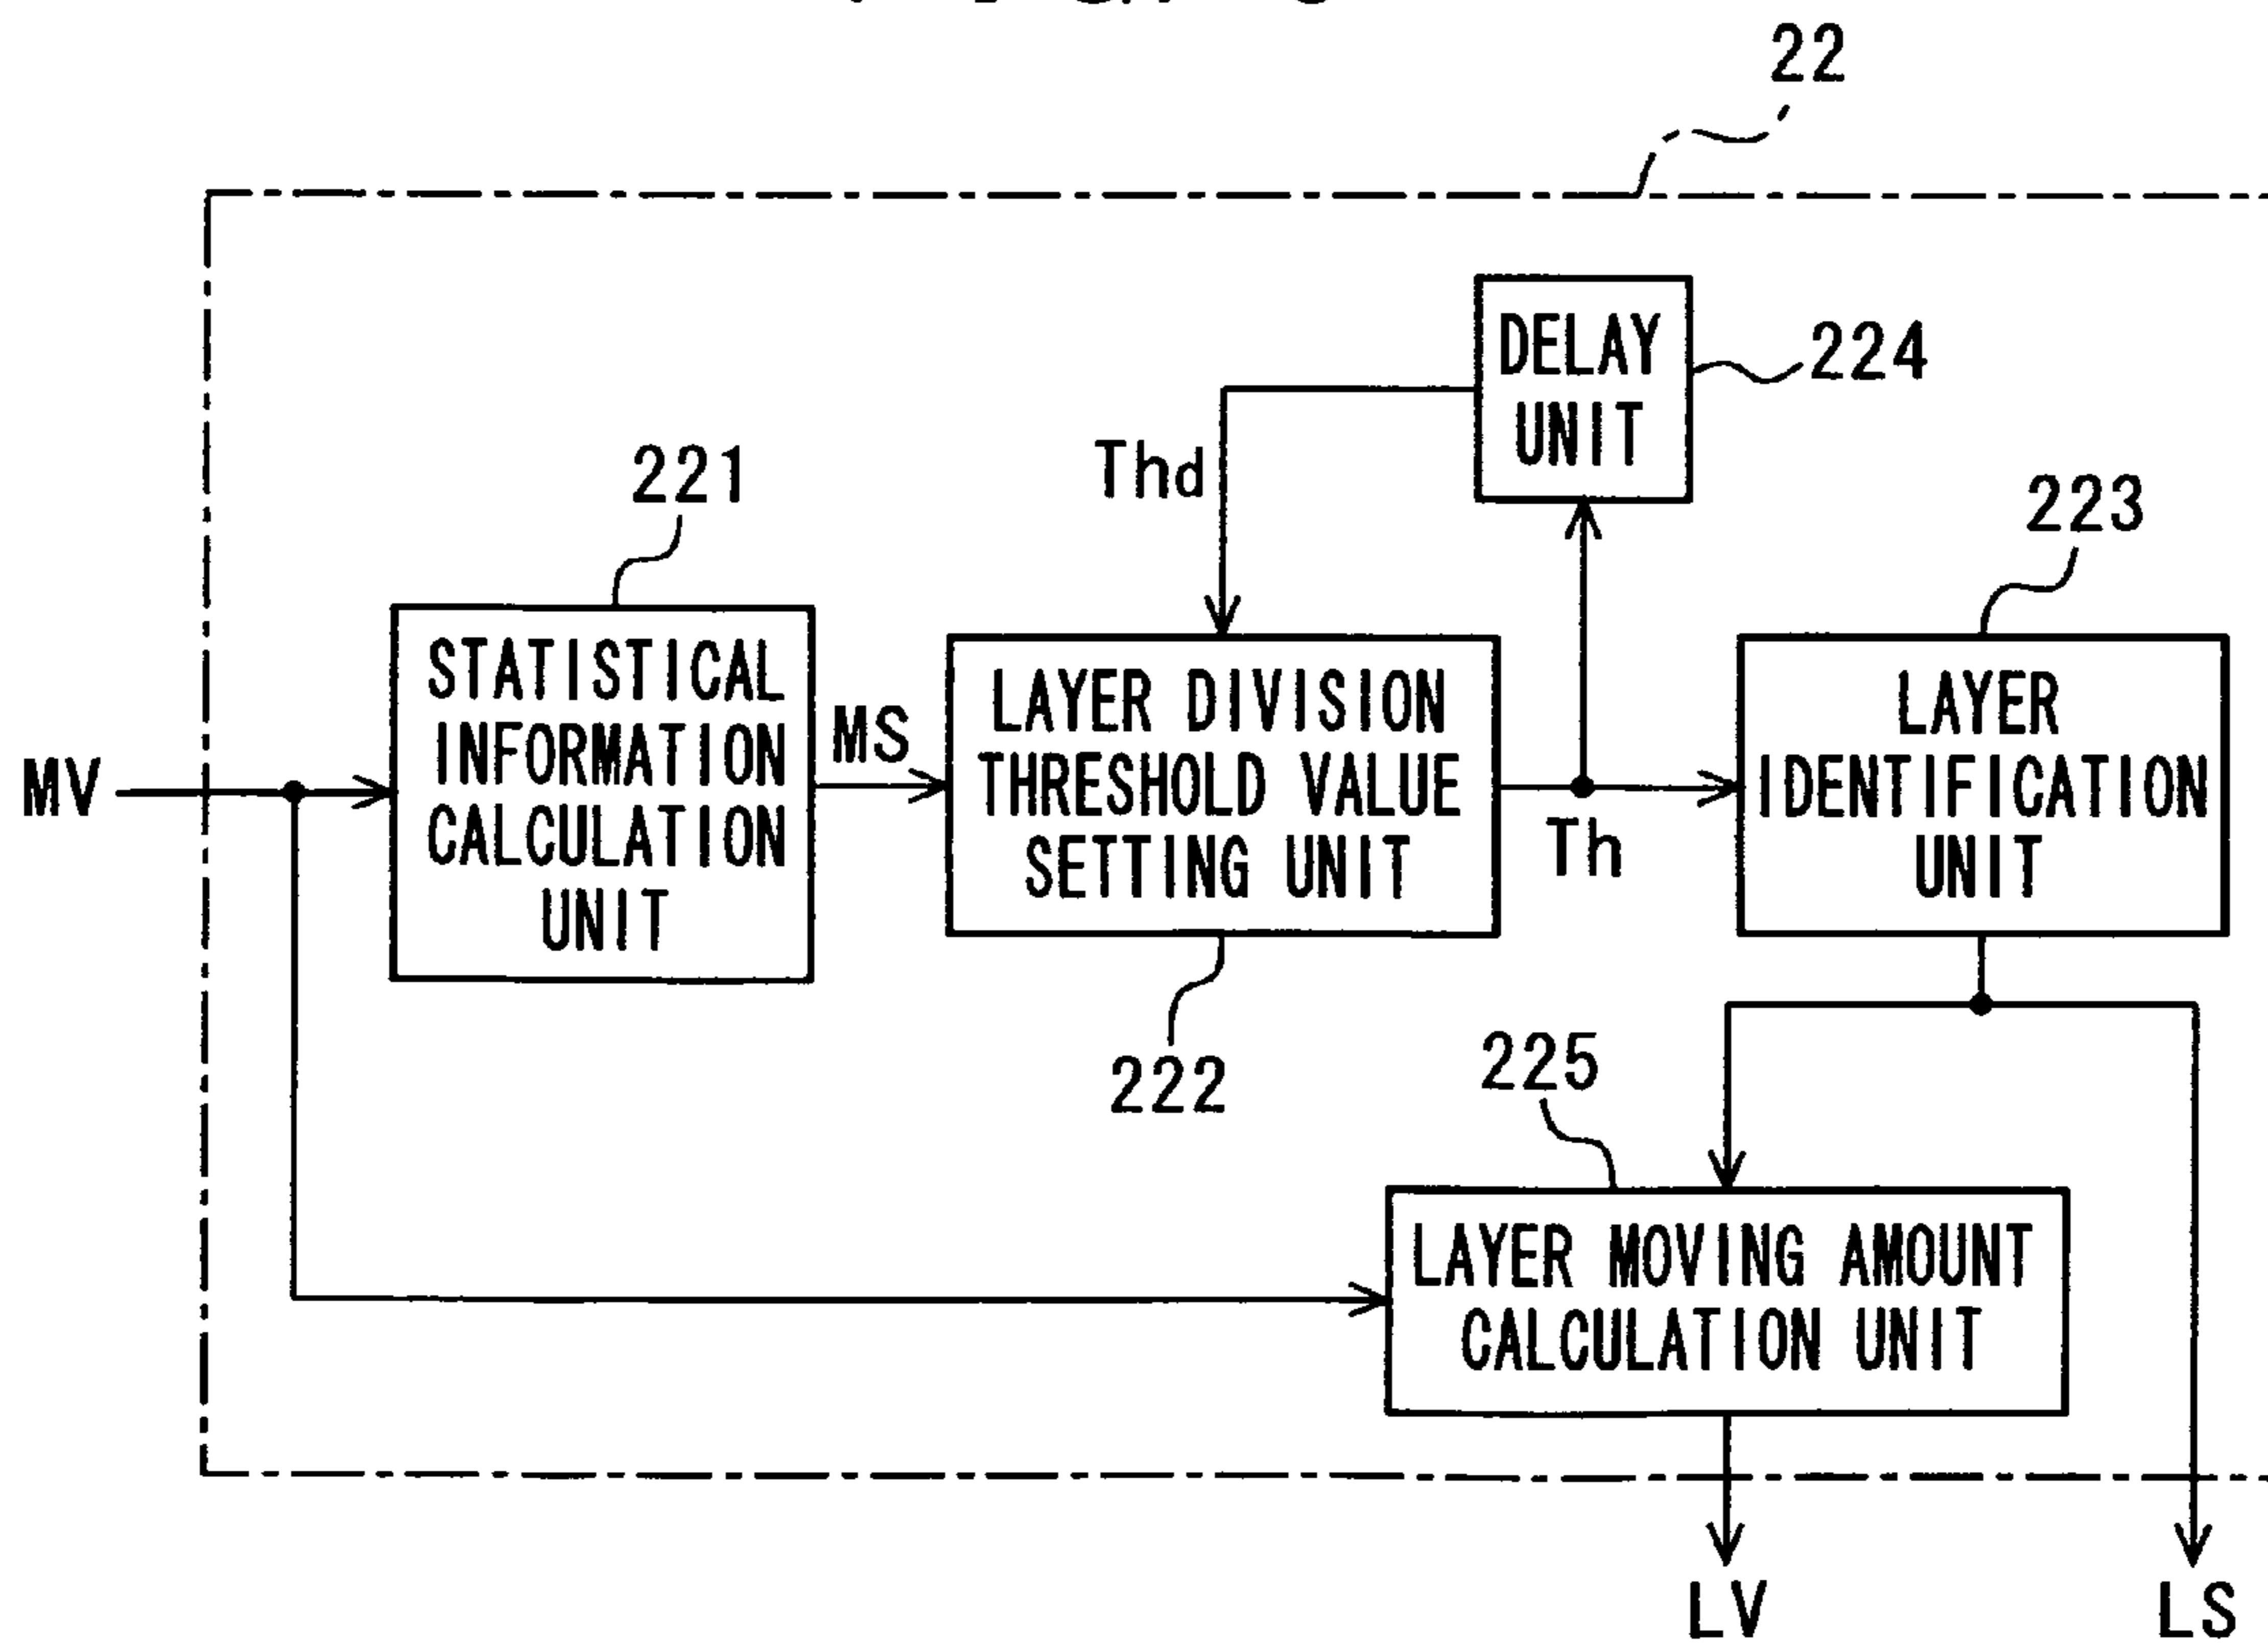 22
DELAY
UNIT
224
Thd
221
223
STATISTICAL
INFORMATION
CALCULATION
UNIT
MS
LAYER DIVISION
THRESHOLD VALUE
SETTING UNIT
Th
LAYER
IDENTIFICATION
UNIT
MV
222
225
LAYER MOVING AMOUNT
CALCULATION UNIT
LV
LS